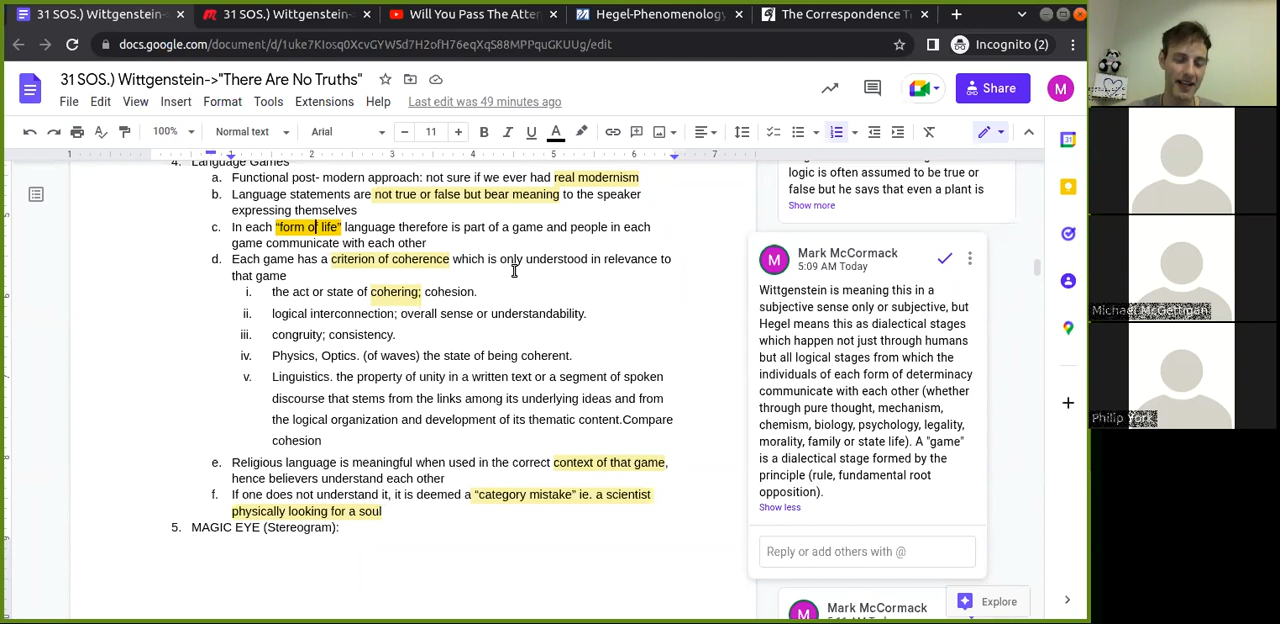 31 SOS.) Wittgenstein-
31 SOS.) Wittgenstein-
Will You Pass The Atten
Hegel-Phenomenology
The Correspondence T
docs.google.com/document/d/1uke7KIosq0XcvGYW5d7H2ofH76eqXqS88MPPquGKUUg/edit
Incognito (2)
31 SOS.) Wittgenstein->"There Are No Truths"
File Edit View Insert Format Tools Extensions Help Last edit was 49 minutes ago
Share
M
100% Normal text Arial 11 B I U A
1 1 2 3 4 5 6 7
4. Language Games
a. Functional post- modern approach: not sure if we ever had real modernism
b. Language statements are not true or false but bear meaning to the speaker
expressing themselves
c. In each “form of life” language therefore is part of a game and people in each
game communicate with each other
d. Each game has a criterion of coherence which is only understood in relevance to
that game
i. the act or state of cohering; cohesion.
ii. logical interconnection; overall sense or understandability.
iii. congruity; consistency.
iv. Physics, Optics. (of waves) the state of being coherent.
v. Linguistics. the property of unity in a written text or a segment of spoken
discourse that stems from the links among its underlying ideas and from
the logical organization and development of its thematic content.Compare
cohesion
e. Religious language is meaningful when used in the correct context of that game,
hence believers understand each other
f. If one does not understand it, it is deemed a “category mistake” ie. a scientist
physically looking for a soul
5. MAGIC EYE (Stereogram):
logic is often assumed to be true or
false but he says that even a plant is
Show more
M
Mark McCormack
5:09 AM Today
Wittgenstein is meaning this in a
subjective sense only or subjective, but
Hegel means this as dialectical stages
which happen not just through humans
but all logical stages from which the
individuals of each form of determinacy
communicate with each other (whether
through pure thought, mechanism,
chemism, biology, psychology, legality,
morality, family or state life). A "game"
is a dialectical stage formed by the
principle (rule, fundamental root
opposition).
Show less
Reply or add others with @
M
Mark McCormack
Explore
31
Michael McGettigan
Philip York